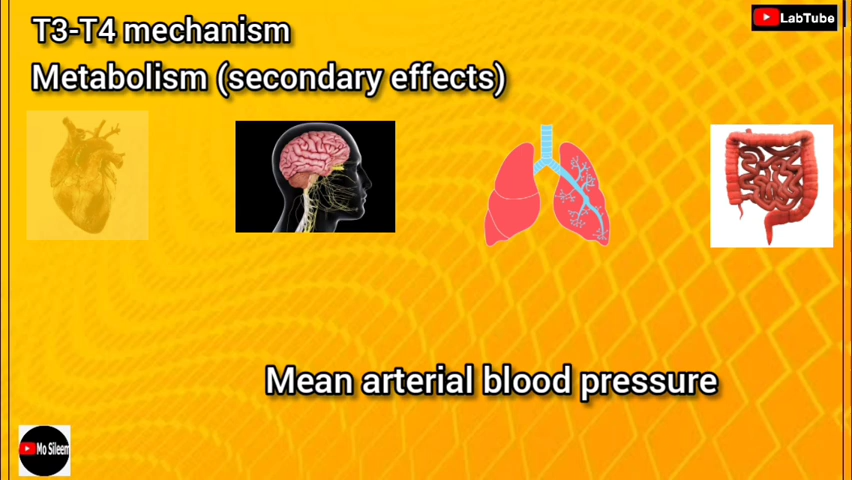 T3-T4 mechanism
LabTube
Metabolism (secondary effects)
Mean arterial blood pressure
Mo Sileem